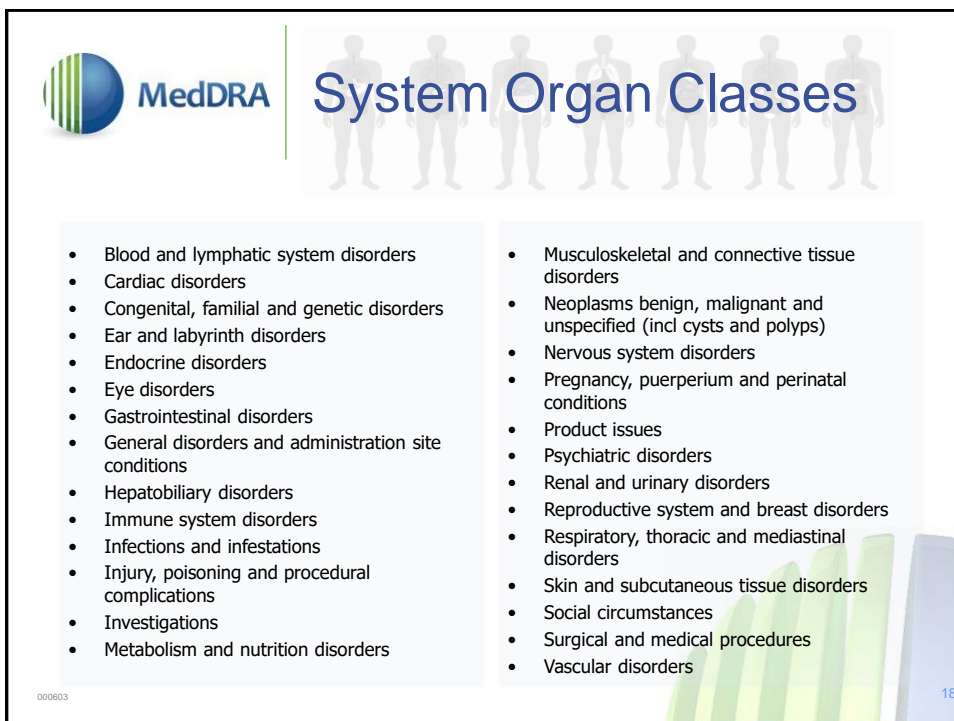 MedDRA
System Organ Classes
• Blood and lymphatic system disorders
• Cardiac disorders
• Congenital, familial and genetic disorders
• Ear and labyrinth disorders
• Endocrine disorders
• Eye disorders
• Gastrointestinal disorders
• General disorders and administration site
conditions
• Hepatobiliary disorders
• Immune system disorders
• Infections and infestations
• Injury, poisoning and procedural
complications
• Investigations
• Metabolism and nutrition disorders
• Musculoskeletal and connective tissue
disorders
• Neoplasms benign, malignant and
unspecified (incl cysts and polyps)
• Nervous system disorders
• Pregnancy, puerperium and perinatal
conditions
• Product issues
• Psychiatric disorders
• Renal and urinary disorders
• Reproductive system and breast disorders
• Respiratory, thoracic and mediastinal
disorders
• Skin and subcutaneous tissue disorders
• Social circumstances
• Surgical and medical procedures
• Vascular disorders
000603
18